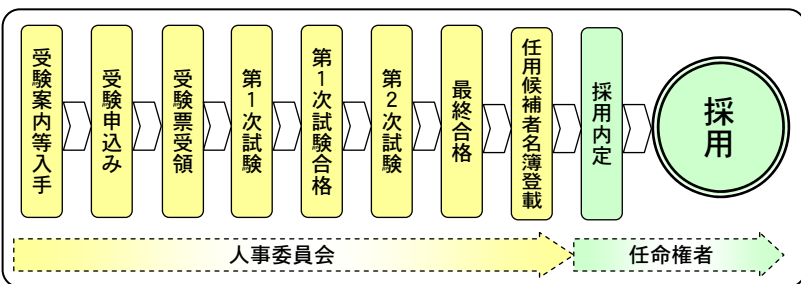 受験案内等入手
受験申込み
受験票受領
第1次試験
第1次試験合格
第2次試験
最終合格
任用候補者名簿登載
採用内定
採用
人事委員会
任命権者